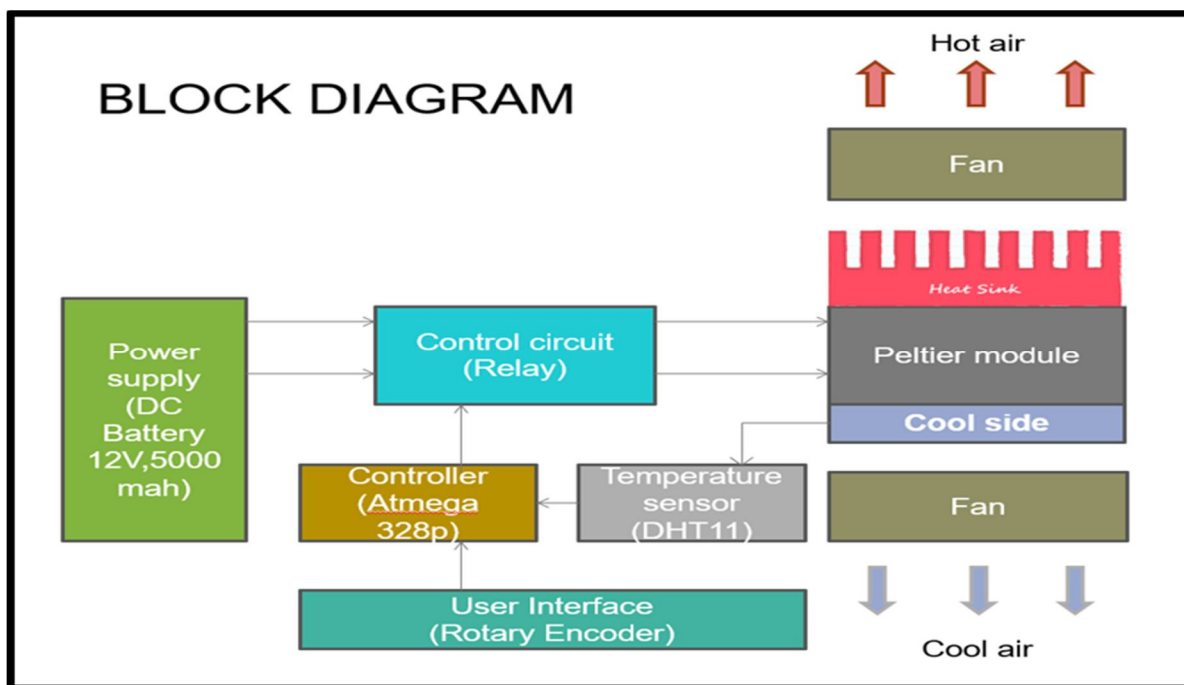 BLOCK DIAGRAM
Hot air
Fan
Heat Sink
Power
supply
(DC
Battery
12V,5000
mah)
Control circuit
(Relay)
Peltier module
Cool side
Controller
(Atmega
328p)
Temperature
sensor
(DHT11)
Fan
User Interface
(Rotary Encoder)
Cool air